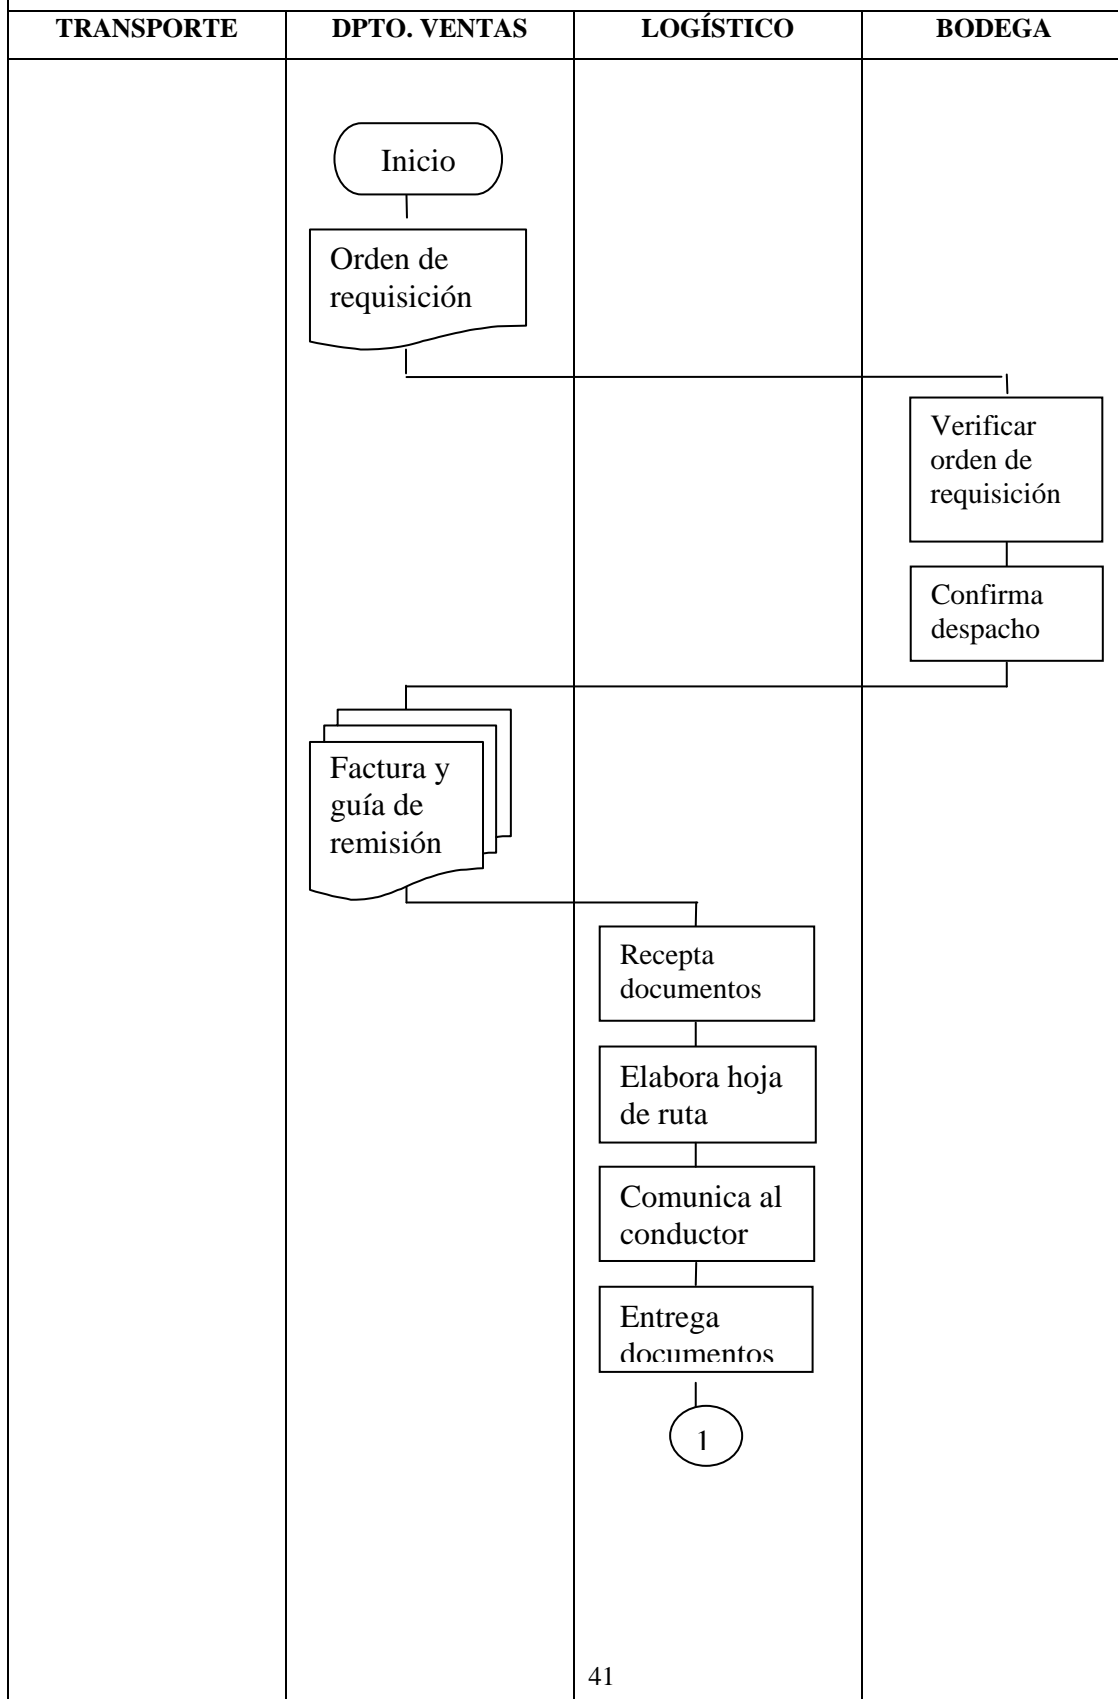 TRANSPORTE
DPTO. VENTAS
LOGÍSTICO
BODEGA
Inicio
Orden de
requisición
Verificar
orden de
requisición
Confirma
despacho
Factura y
guía de
remisión
Recepta
documentos
Elabora hoja
de ruta
Comunica al
conductor
Entrega
documentos
1
41